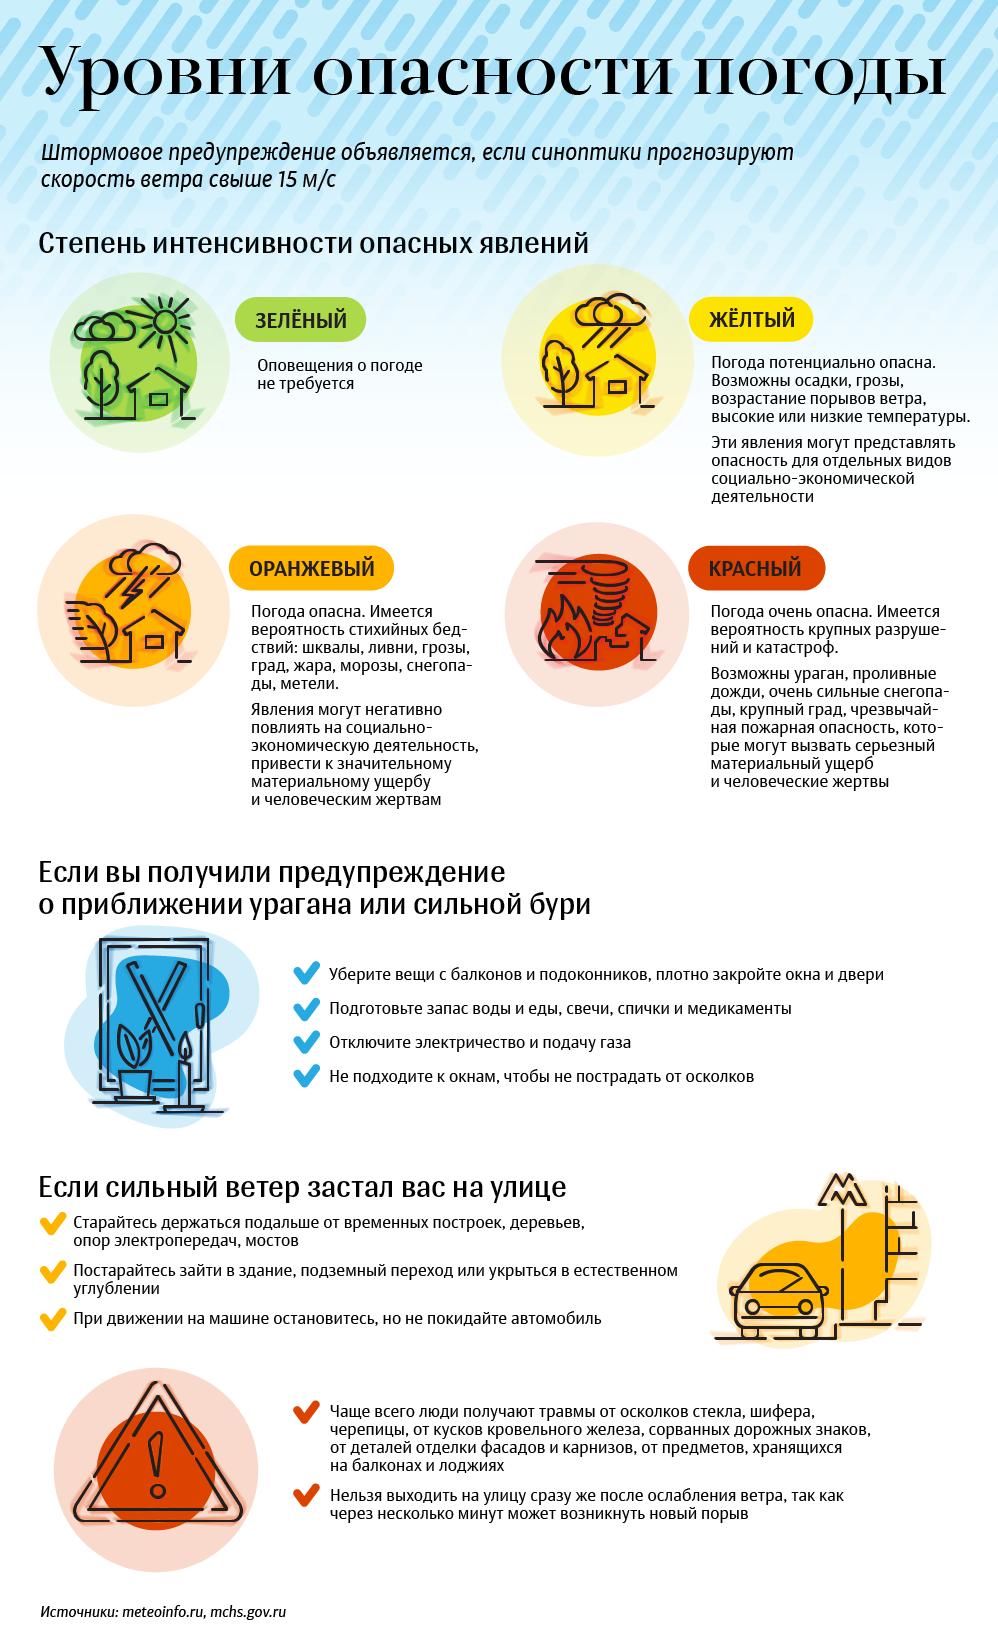 Уровни опасности погоды
Штормовое предупреждение объявляется, если синоптики прогнозируют
скорость ветра свыше 15 м/с
Степень интенсивности опасных явлений
ЗЕЛЁНЫЙ
Оповещения о погоде
не требуется
ЖЁЛТЫЙ
Погода потенциально опасна.
Возможны осадки, грозы,
возрастание порывов ветра,
высокие или низкие температуры.
Эти явления могут представлять
опасность для отдельных видов
социально-экономической
деятельности
ОРАНЖЕВЫЙ
Погода опасна. Имеется
вероятность стихийных бед-
ствий: шквалы, ливни, грозы,
град, жара, морозы, снегопа-
ды, метели.
Явления могут негативно
повлиять на социально-
экономическую деятельность,
привести к значительному
материальному ущербу
и человеческим жертвам
КРАСНЫЙ
Погода очень опасна. Имеется
вероятность крупных разруше-
ний и катастроф.
Возможны ураган, проливные
дожди, очень сильные снегопа-
ды, крупный град, чрезвычай-
ная пожарная опасность, кото-
рые могут вызвать серьезный
материальный ущерб
и человеческие жертвы
Если вы получили предупреждение
о приближении урагана или сильной бури
Уберите вещи с балконов и подоконников, плотно закройте окна и двери
Подготовьте запас воды и еды, свечи, спички и медикаменты
Отключите электричество и подачу газа
Не подходите к окнам, чтобы не пострадать от осколков
Если сильный ветер застал вас на улице
Старайтесь держаться подальше от временных построек, деревьев,
опор электропередач, мостов
Постарайтесь зайти в здание, подземный переход или укрыться в естественном
углублении
При движении на машине остановитесь, но не покидайте автомобиль
Чаще всего люди получают травмы от осколков стекла, шифера,
черепицы, от кусков кровельного железа, сорванных дорожных знаков,
от деталей отделки фасадов и карнизов, от предметов, хранящихся
на балконах и лоджиях
Нельзя выходить на улицу сразу же после ослабления ветра, так как
через несколько минут может возникнуть новый порыв
Источники: meteoinfo.ru, mchs.gov.ru